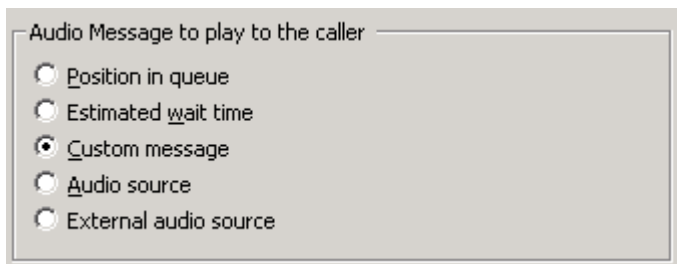 Audio Message to play to the caller
Position in queue
Estimated wait time
Custom message
Audio source
External audio source